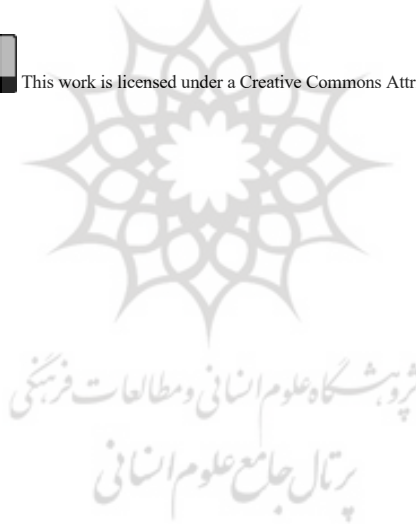 This work is licensed under a Creative Commons Attr
پژوهشگاه علوم انسانی و مطالعات فرهنگی
پرتال جامع علوم انسانی